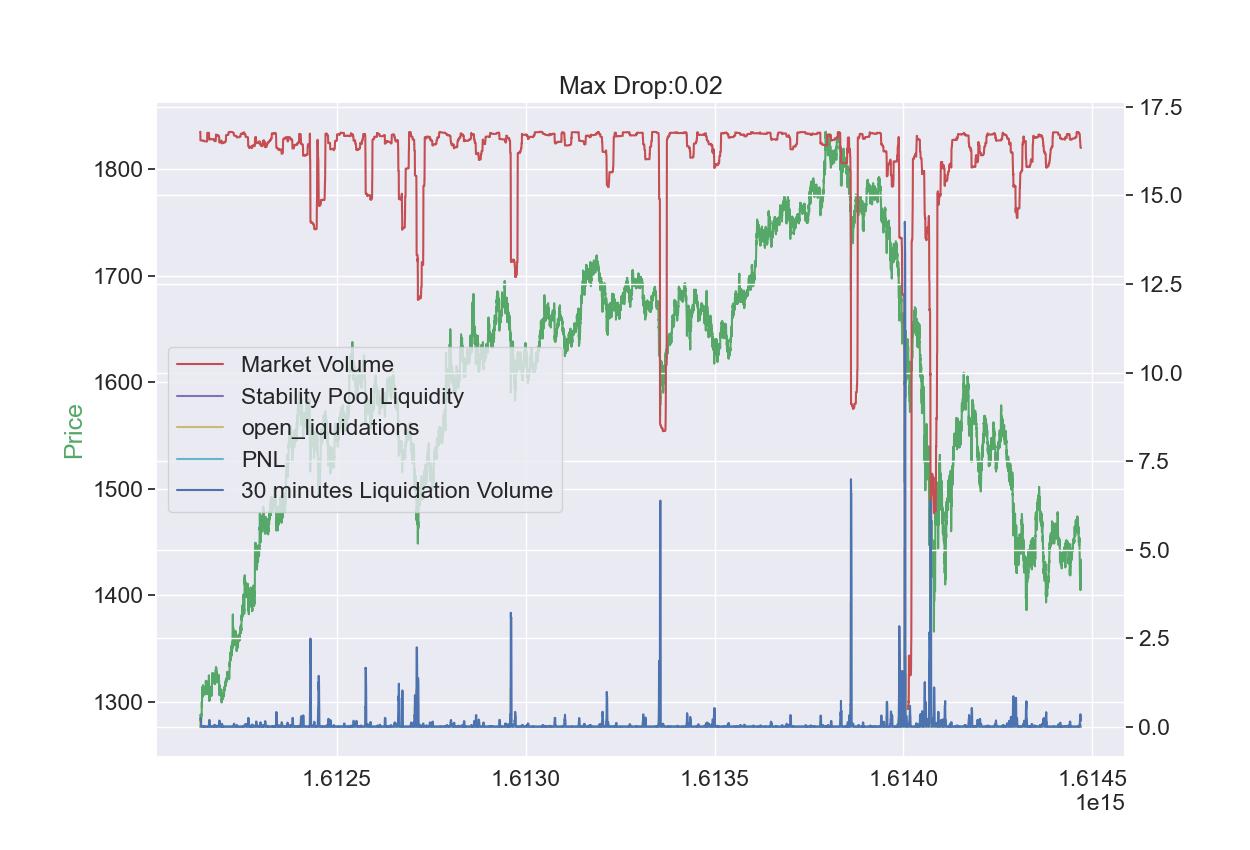 Max Drop:0.02
17.5
1800
15.0
1700
12.5
Market Volume
Stability Pool Liquidity
open_liquidations
PNL
30 minutes Liquidation Volume
1600
10.0
Price
7.5
1500
5.0
1400
2.5
1300
0.0
1.6125
1.6130
1.6135
1.6140
1.6145
1e15